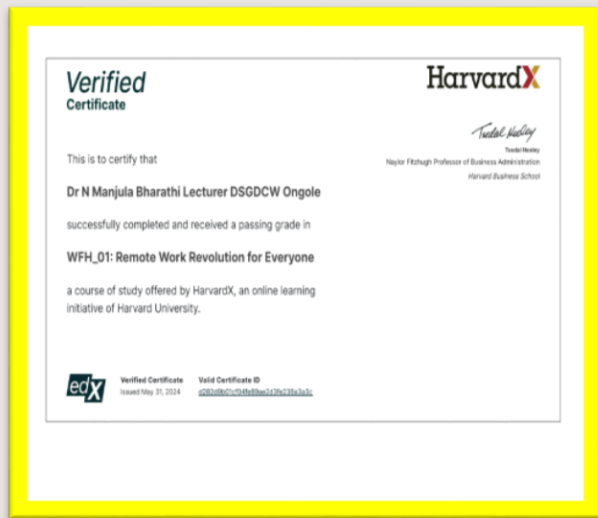 Verified
Certificate
HarvardX
Tsedal Neeley
Naylor Fitzhugh Professor of Business Administration
Harvard Business School
This is to certify that
Dr N Manjula Bharathi Lecturer DSGDCW Ongole
successfully completed and received a passing grade in
WFH_01: Remote Work Revolution for Everyone
a course of study offered by HarvardX, an online learning
initiative of Harvard University.
edX
Verified Certificate
Issued May 31, 2024
Valid Certificate ID